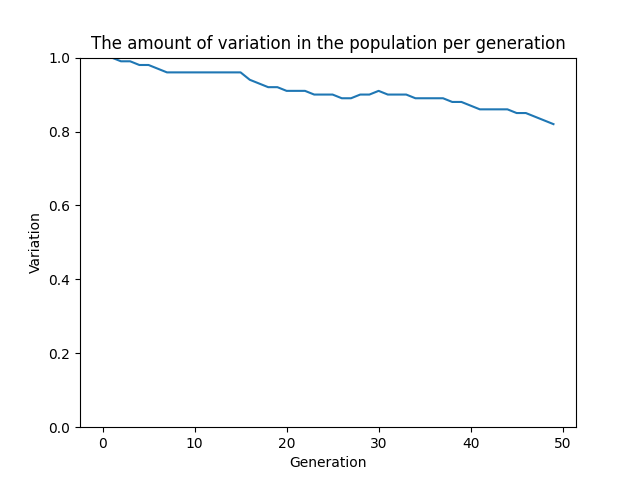 The amount of variation in the population per generation
1.0
0.8
0.6
0.4
0.2
0.0
Variation
0 10 20 30 40 50
Generation